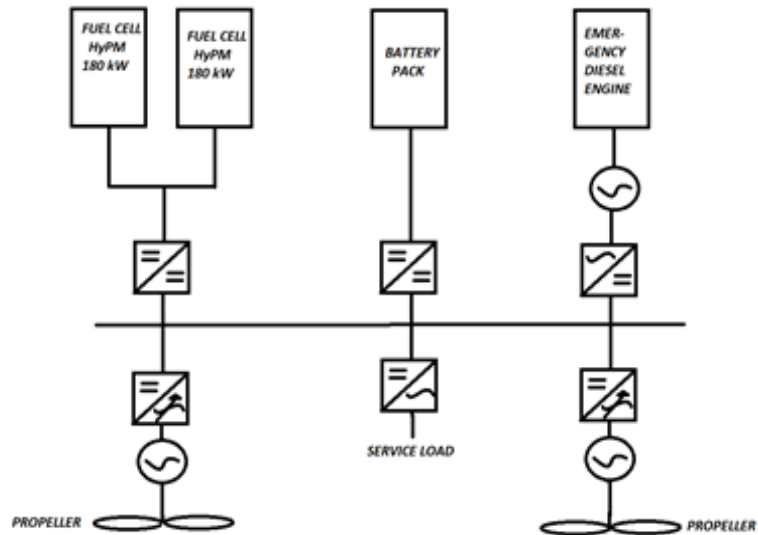 FUEL CELL
HyPM
180 kW
FUEL CELL
HyPM
180 kW
BATTERY
PACK
EMER-
GENCY
DIESEL
ENGINE
SERVICE LOAD
PROPELLER
PROPELLER